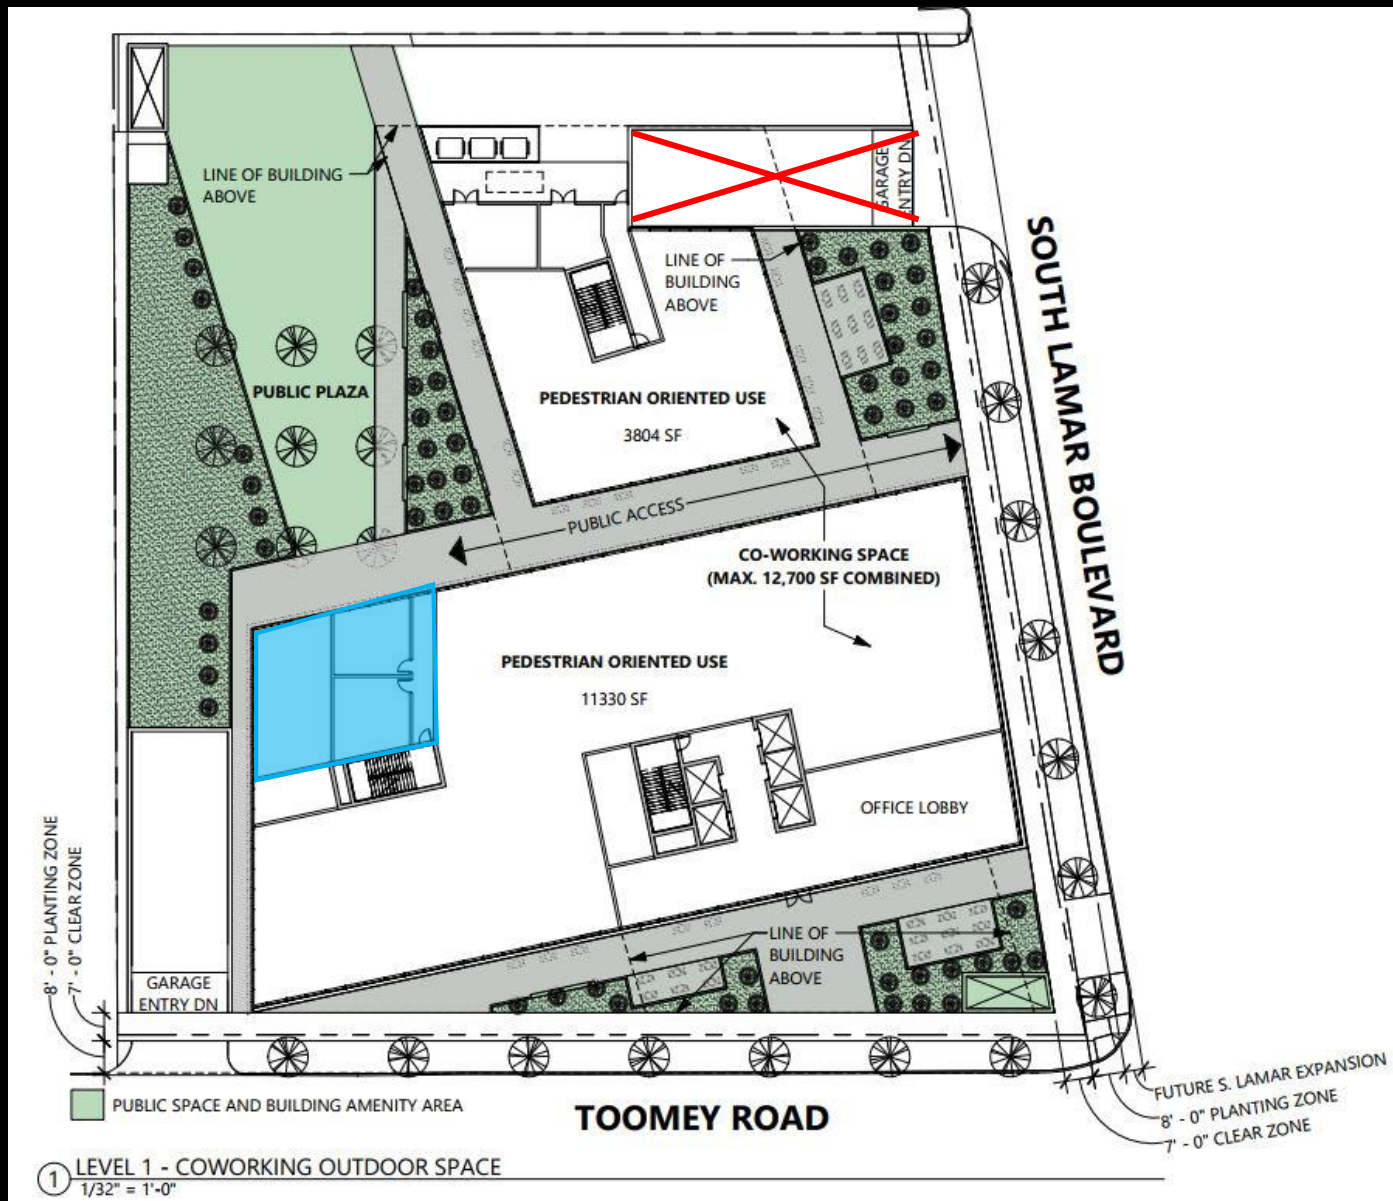 LINE OF BUILDING
ABOVE
GARAGE
ENTRY DN
LINE OF
BUILDING
ABOVE
SOUTH LAMAR BOULEVARD
PUBLIC PLAZA
PEDESTRIAN ORIENTED USE
3804 SF
PUBLIC ACCESS
CO-WORKING SPACE
(MAX. 12,700 SF COMBINED)
PEDESTRIAN ORIENTED USE
11330 SF
OFFICE LOBBY
8' - 0" PLANTING ZONE
7' - 0" CLEAR ZONE
GARAGE
ENTRY DN
LINE OF
BUILDING
ABOVE
FUTURE S. LAMAR EXPANSION
8' - 0" PLANTING ZONE
7' - 0" CLEAR ZONE
PUBLIC SPACE AND BUILDING AMENITY AREA
TOOMEY ROAD
1 LEVEL 1 - COWORKING OUTDOOR SPACE
1/32" = 1'-0"